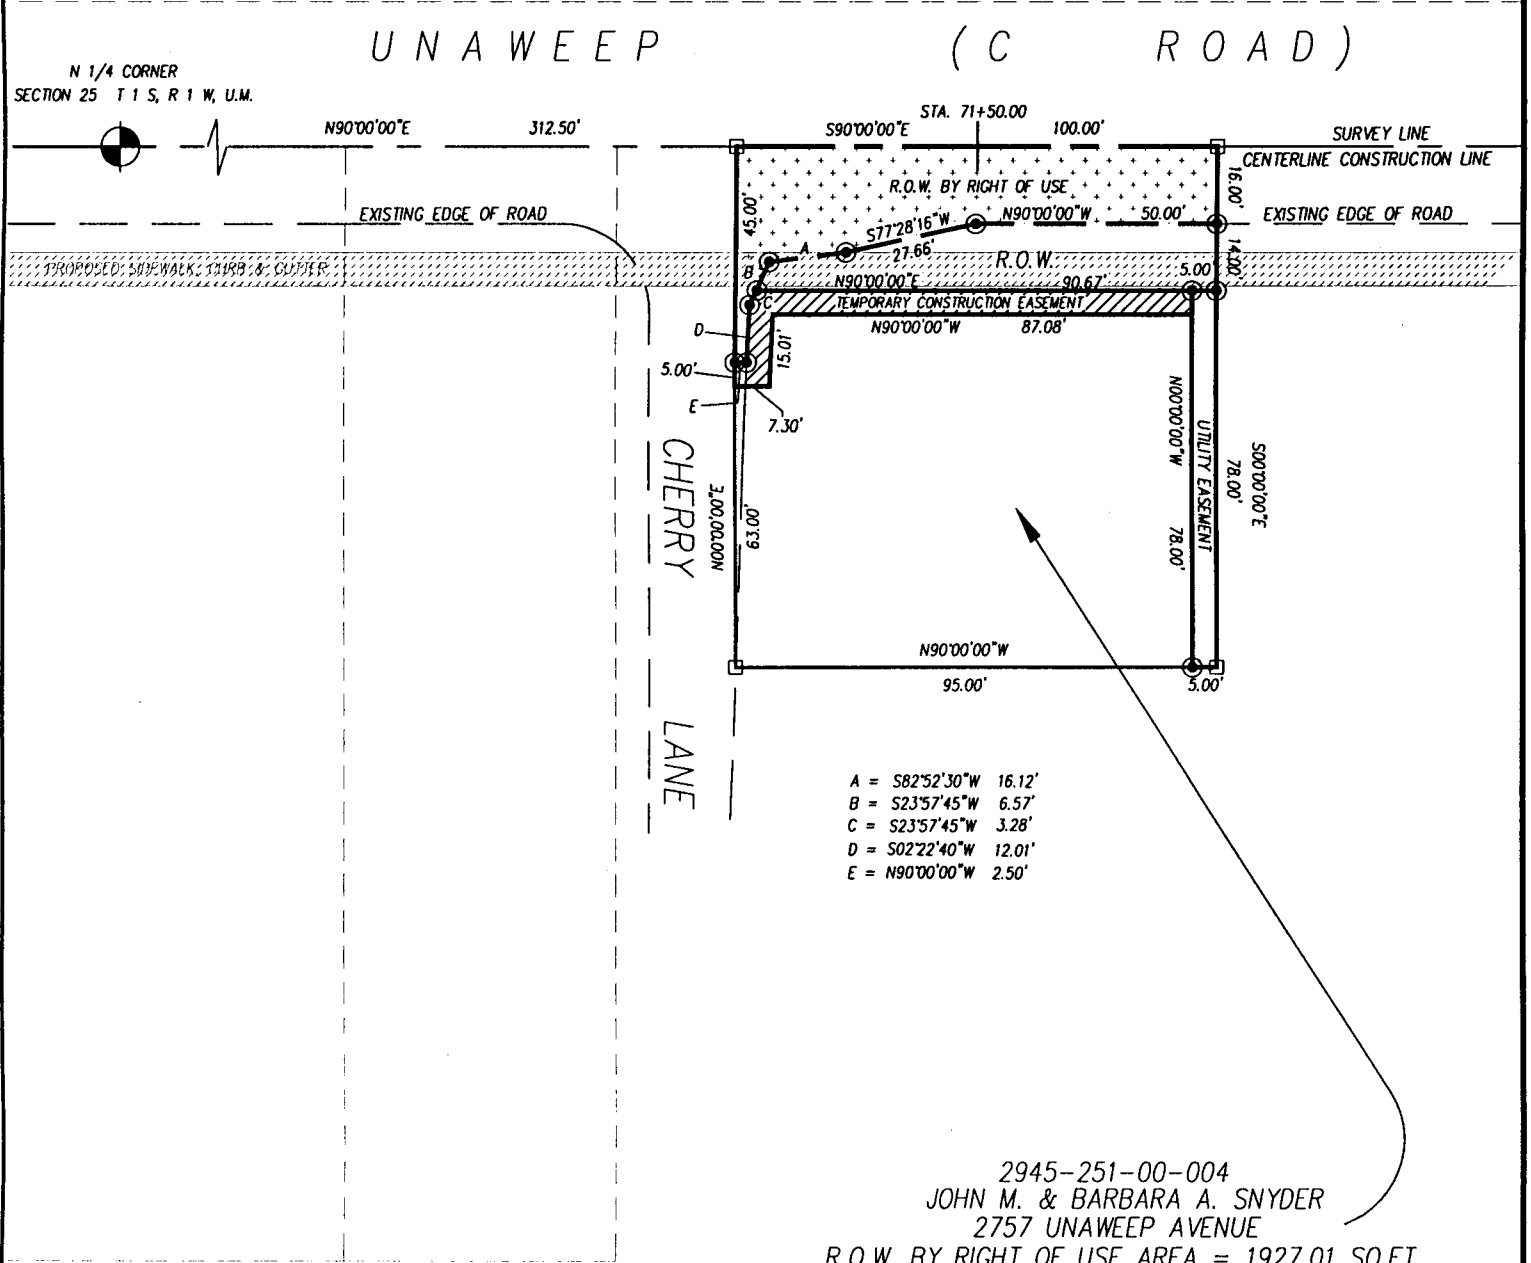 UNAWEEP (C ROAD)
N 1/4 CORNER
SECTION 25 T 1 S, R 1 W, U.M.
N90°00'00"E 312.50'
STA. 71+50.00
S90°00'00"E 100.00'
SURVEY LINE
CENTERLINE CONSTRUCTION LINE
R.O.W. BY RIGHT OF USE
16.00'
45.00'
EXISTING EDGE OF ROAD
S77°28'16"W
27.66'
N90°00'00"W 50.00'
EXISTING EDGE OF ROAD
PROPOSED SIDEWALK, CURB & GUTTER
A
R.O.W.
14.00'
B
N90°00'00"E 90.67'
5.00'
C
TEMPORARY CONSTRUCTION EASEMENT
D
N90°00'00"W 87.08'
15.01'
5.00'
E
7.30'
CHERRY LANE
N00°00'00"E
63.00'
N00°00'00"W 78.00'
UTILITY EASEMENT
S00°00'00"E
78.00'
N90°00'00"W
95.00'
5.00'
A = S82°52'30"W 16.12'
B = S23°57'45"W 6.57'
C = S23°57'45"W 3.28'
D = S02°22'40"W 12.01'
E = N90°00'00"W 2.50'
2945-251-00-004
JOHN M. & BARBARA A. SNYDER
2757 UNAWEEP AVENUE
R.O.W. BY RIGHT OF USE AREA = 1927.01 SQ.FT.